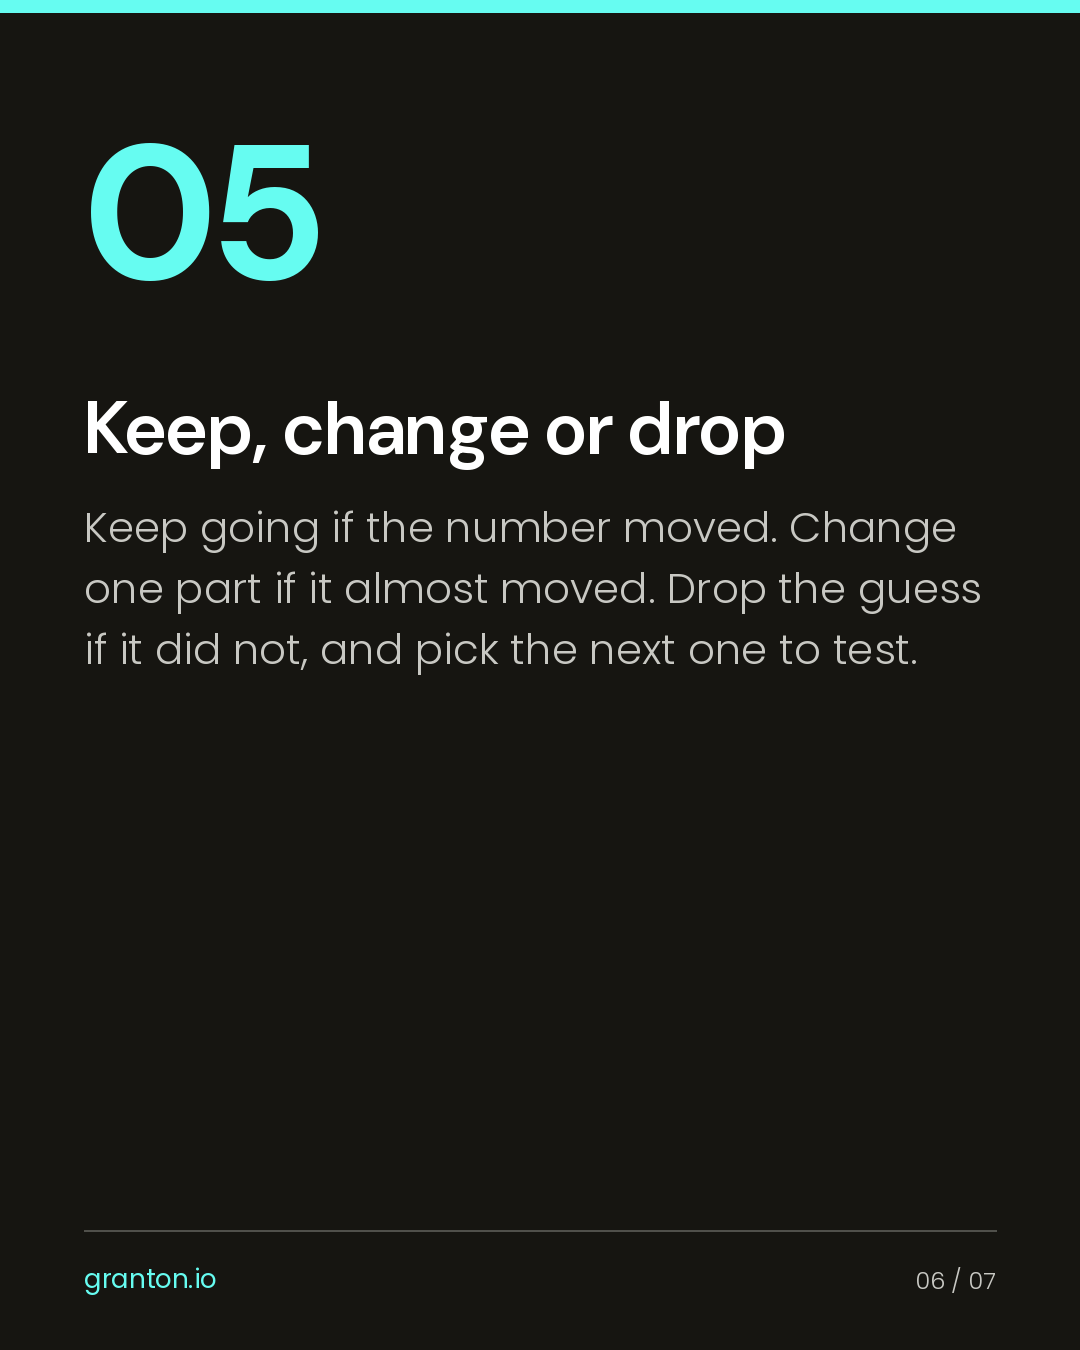 05
Keep, change or drop
Keep going if the number moved. Change
one part if it almost moved. Drop the guess
if it did not, and pick the next one to test.
granton.io
06 / 07